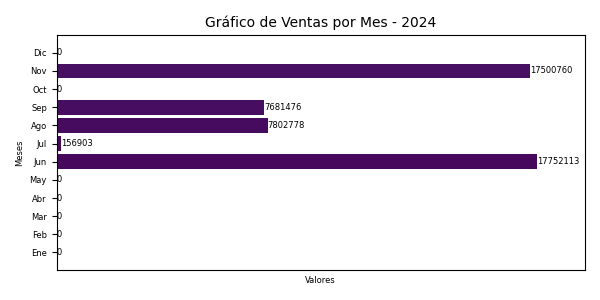 Gráfico de Ventas por Mes - 2024
Dic 0
Nov 17500760
Oct 0
Sep 7681476
Ago 7802778
Jul 156903
Jun 17752113
May 0
Abr 0
Mar 0
Feb 0
Ene 0
Meses
Valores